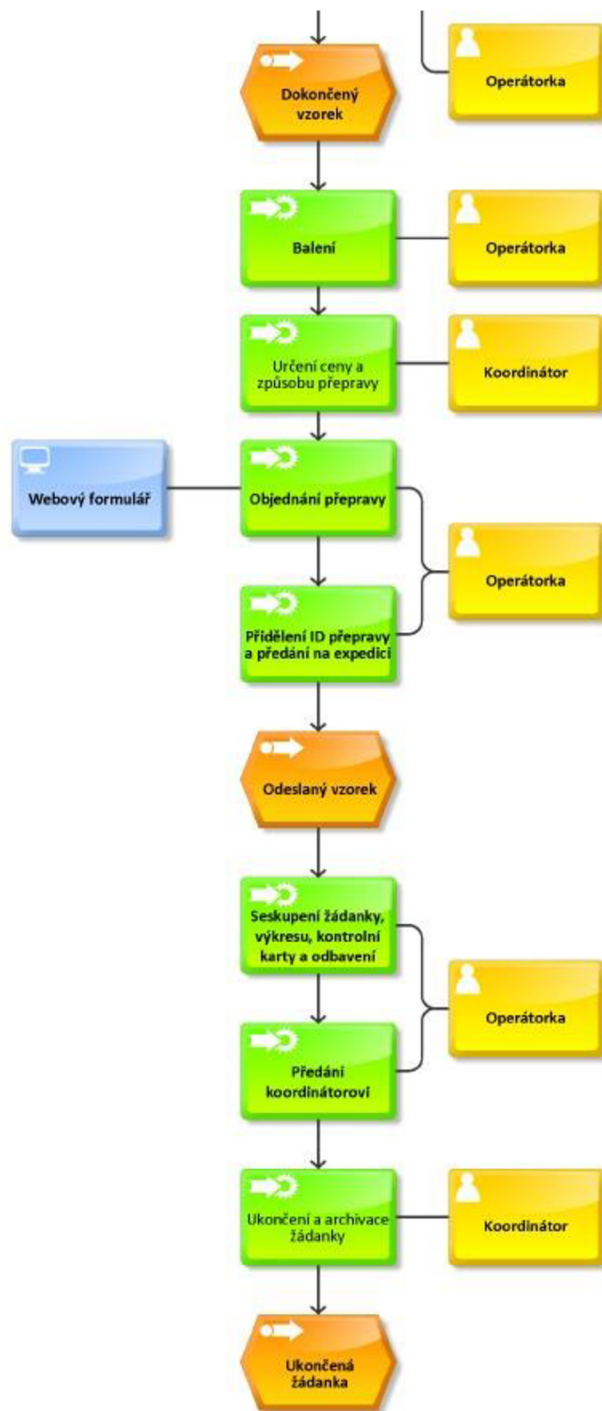 Dokončený
vzorek
Operátorka
Balení
Operátorka
Určení ceny a
způsobu přepravy
Koordinátor
Webový formulář
Objednání přepravy
Operátorka
Přidělení ID přepravy
a předání na expedici
Odeslaný vzorek
Seskupení žádanky,
výkresu, kontrolní
karty a odbavení
Operátorka
Předání
koordinátorovi
Ukončení a archivace
žádanky
Koordinátor
Ukončená
žádanka